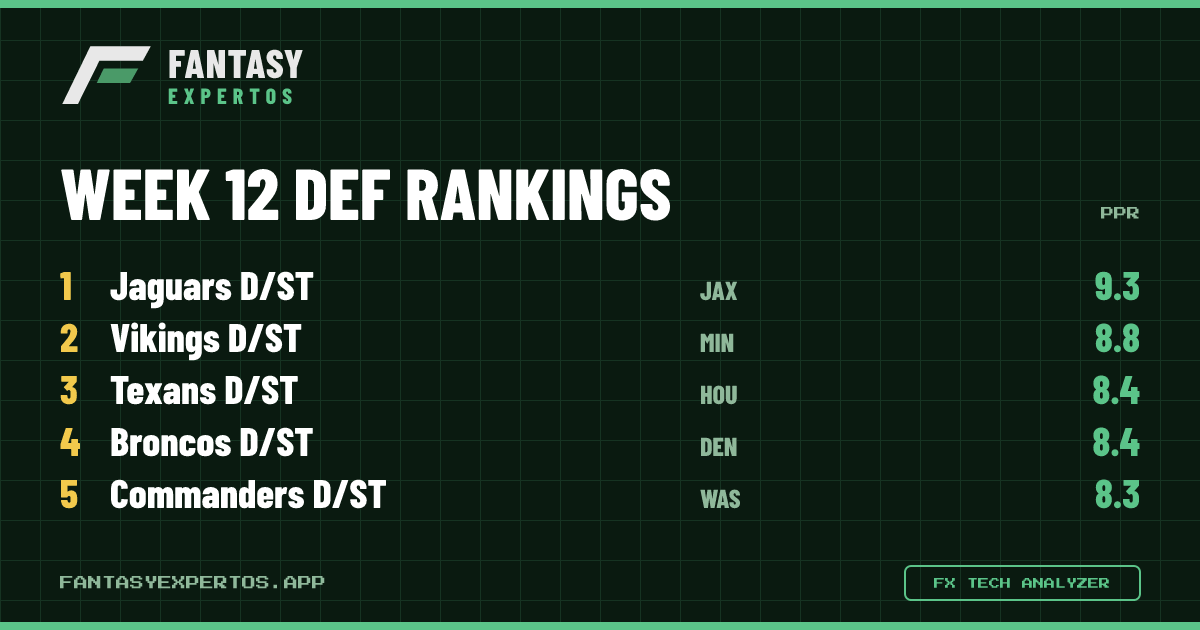 FANTASY
EXPERTOS
WEEK 12 DEF RANKINGS
PPR
1 Jaguars D/ST JAX 9.3
2 Vikings D/ST MIN 8.8
3 Texans D/ST HOU 8.4
4 Broncos D/ST DEN 8.4
5 Commanders D/ST WAS 8.3
FANTASYEXPERTOS.APP
FX TECH ANALYZER